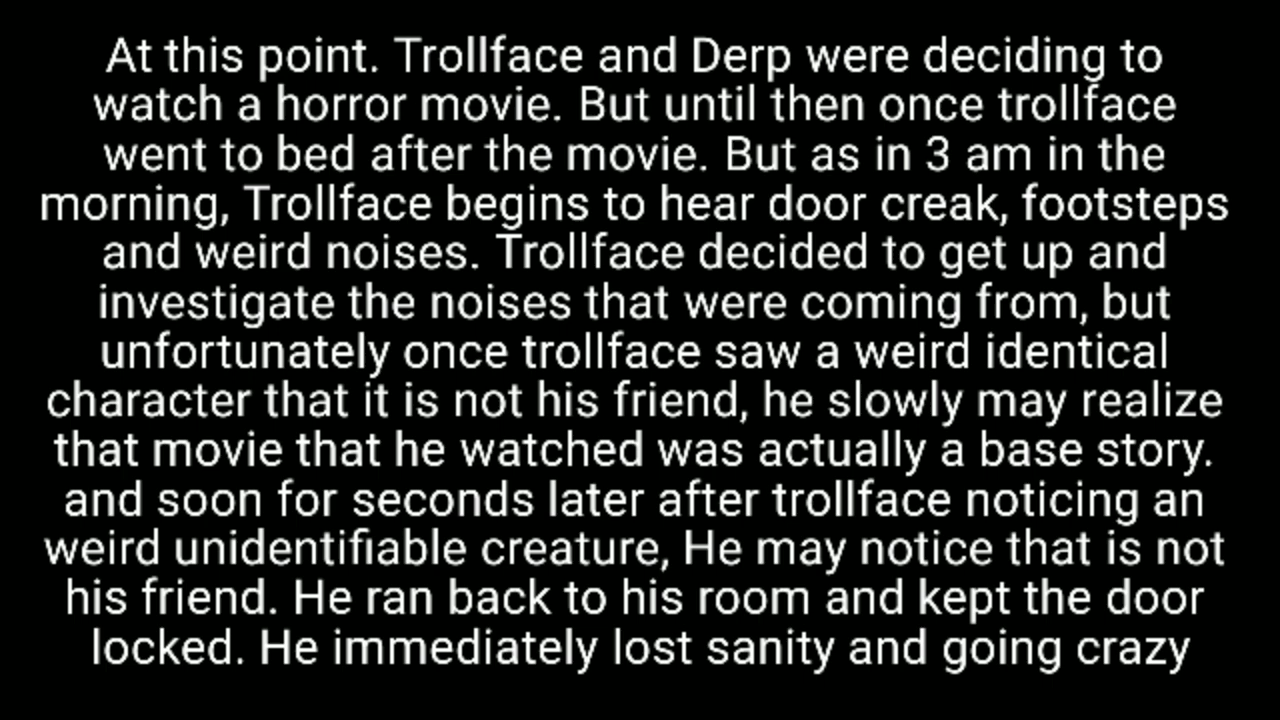 At this point. Trollface and Derp were deciding to
watch a horror movie. But until then once trollface
went to bed after the movie. But as in 3 am in the
morning, Trollface begins to hear door creak, footsteps
and weird noises. Trollface decided to get up and
investigate the noises that were coming from, but
unfortunately once trollface saw a weird identical
character that it is not his friend, he slowly may realize
that movie that he watched was actually a base story.
and soon for seconds later after trollface noticing an
weird unidentifiable creature, He may notice that is not
his friend. He ran back to his room and kept the door
locked. He immediately lost sanity and going crazy